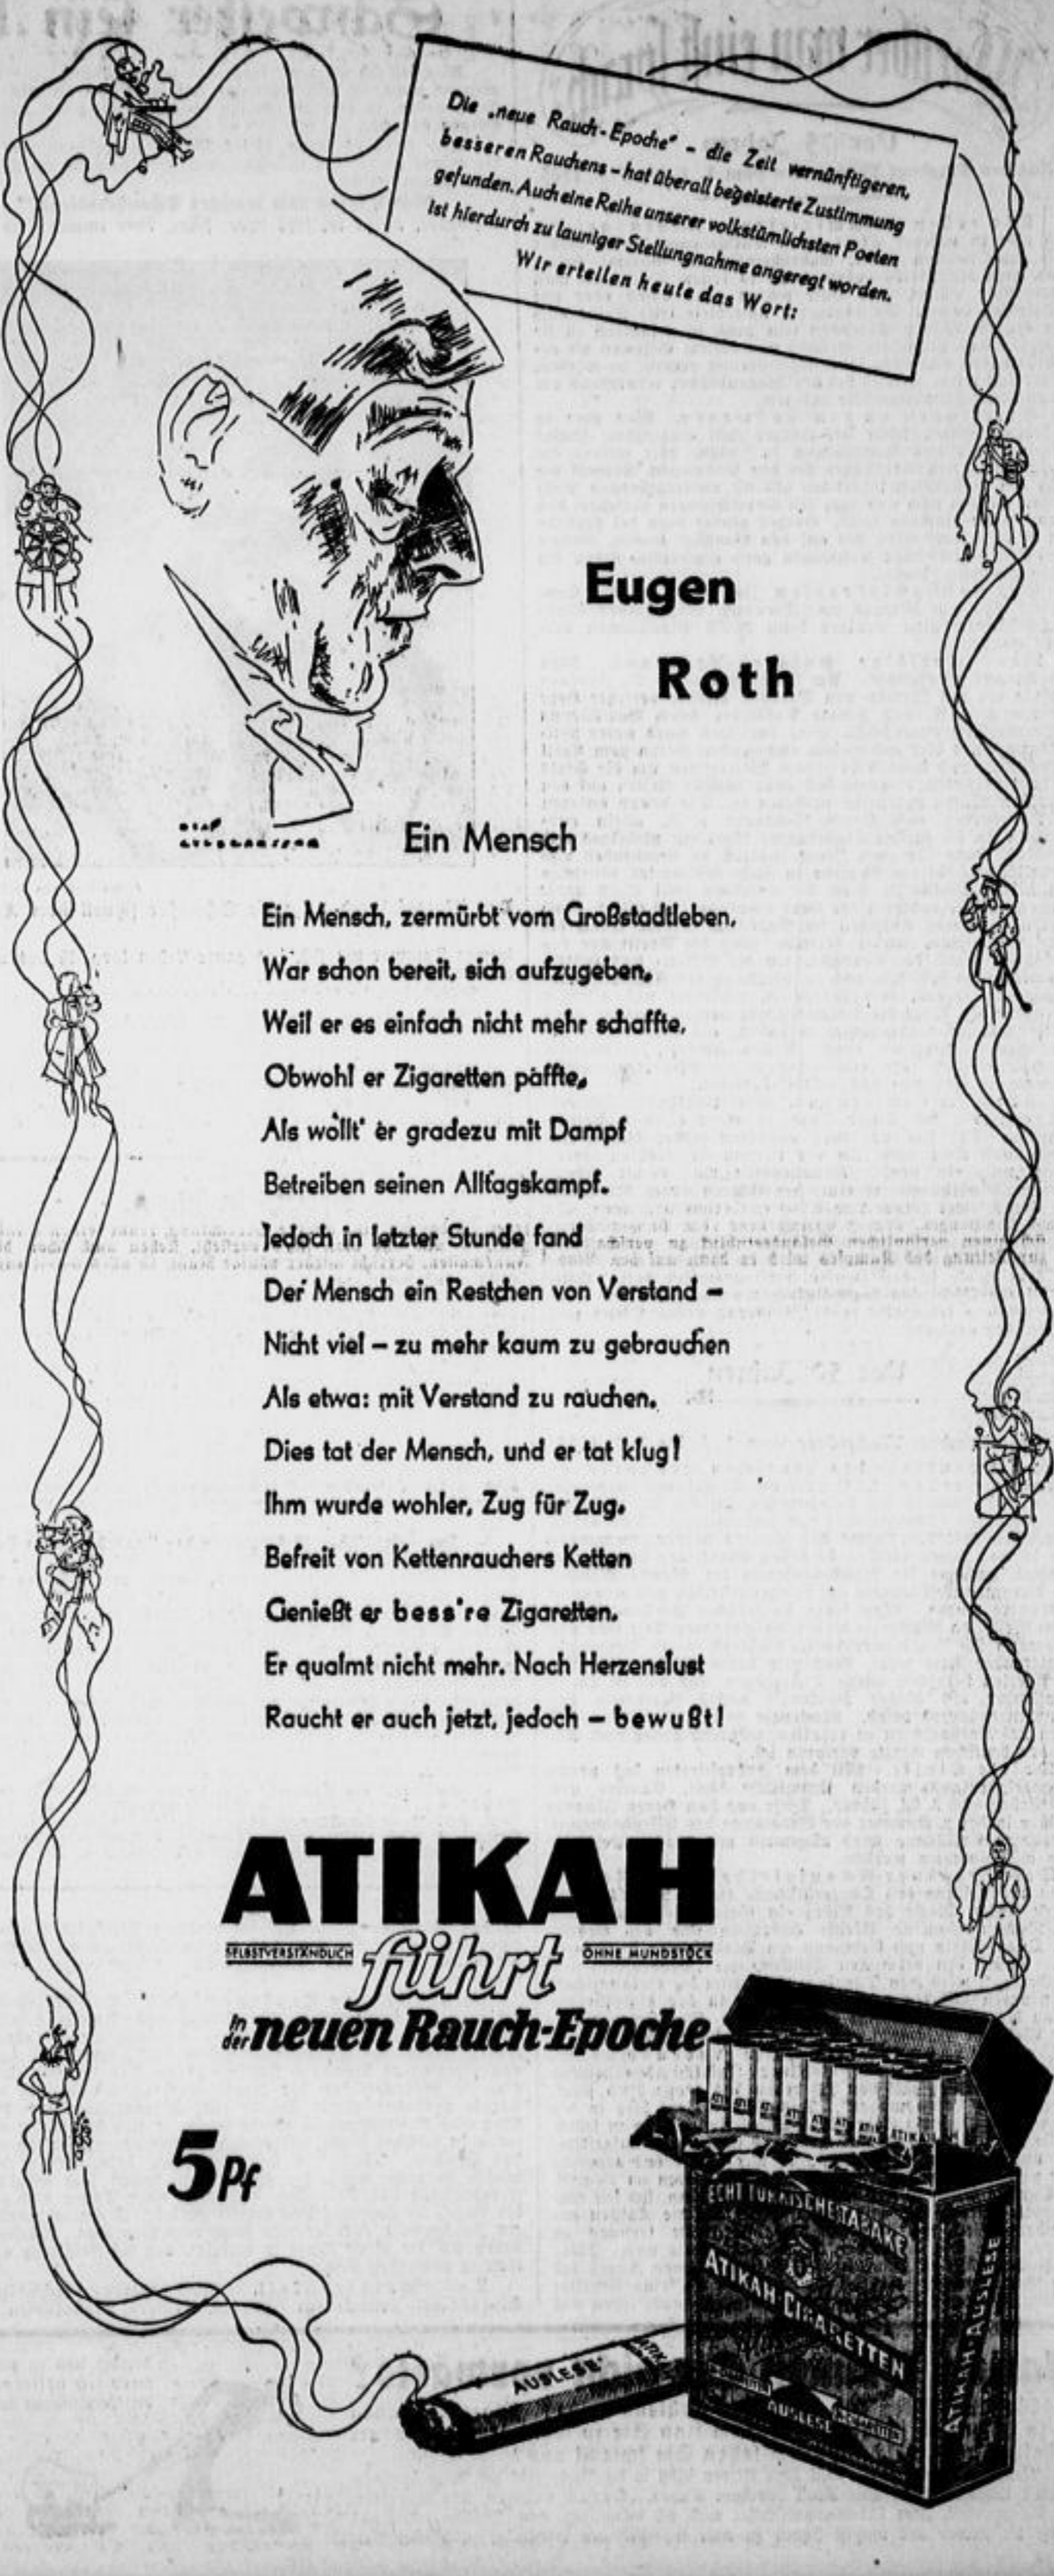 Die „neue Rauch-Epoche" – die Zeit vernünftigeren,
besseren Rauchens – hat überall begeisterte Zustimmung
gefunden. Auch eine Reihe unserer volkstümlichsten Poeten
ist hierdurch zu launiger Stellungnahme angeregt worden.
Wir erteilen heute das Wort:
Eugen
Roth
Ein Mensch
Ein Mensch, zermürbt vom Großstadtleben,
War schon bereit, sich aufzugeben,
Weil er es einfach nicht mehr schaffte,
Obwohl er Zigaretten paffte,
Als wollt' er gradezu mit Dampf
Betreiben seinen Alltagskampf.
Jedoch in letzter Stunde fand
Der Mensch ein Restchen von Verstand –
Nicht viel – zu mehr kaum zu gebrauchen
Als etwa: mit Verstand zu rauchen.
Dies tat der Mensch, und er tat klug!
Ihm wurde wohler, Zug für Zug.
Befreit von Kettenrauchers Ketten
Genießt er bess're Zigaretten.
Er qualmt nicht mehr. Nach Herzenslust
Raucht er auch jetzt, jedoch – bewußt!
ATIKAH
SELBSTVERSTÄNDLICH führt OHNE MUNDSTÜCK
in der neuen Rauch-Epoche
5 Pf
ECHT TÜRKISCHE TABAKE
ATIKAH-CIGARETTEN
AUSLESE
ATIKAH-AUSLESE
AUSLESE